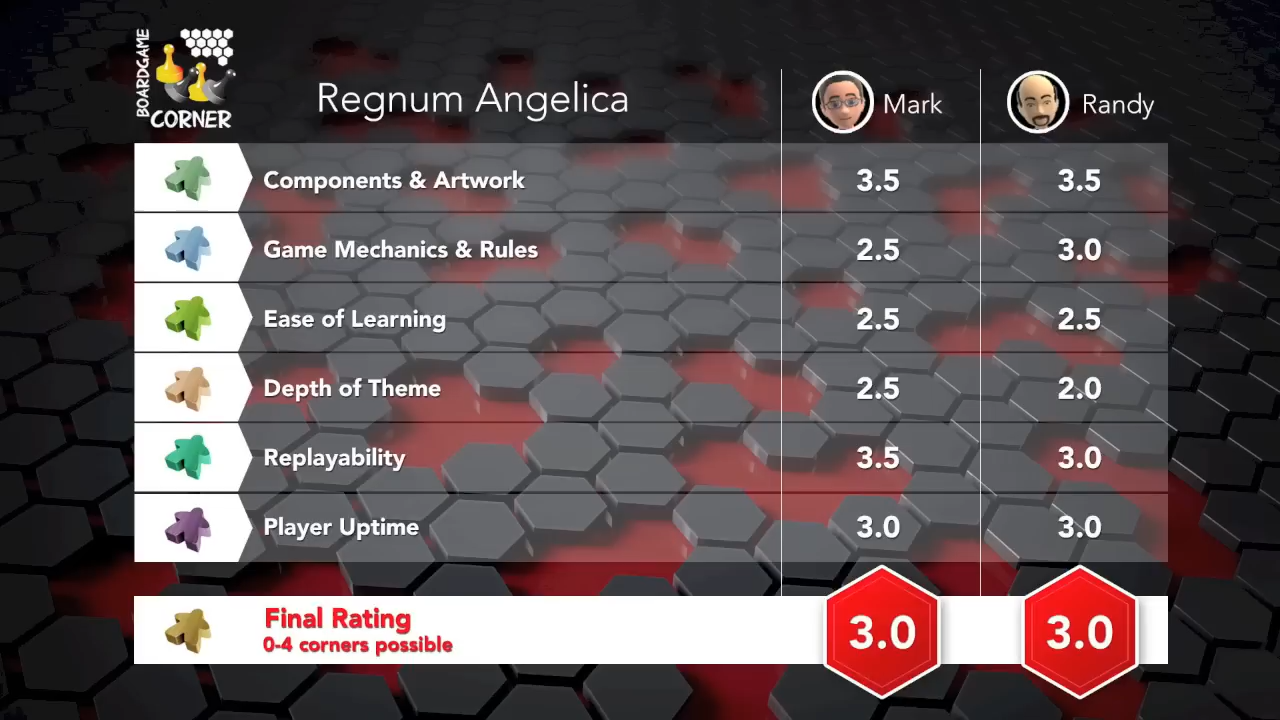 BOARDGAME
CORNER
Regnum Angelica
Mark
Randy
Components & Artwork 3.5 3.5
Game Mechanics & Rules 2.5 3.0
Ease of Learning 2.5 2.5
Depth of Theme 2.5 2.0
Replayability 3.5 3.0
Player Uptime 3.0 3.0
Final Rating 3.0 3.0
0-4 corners possible